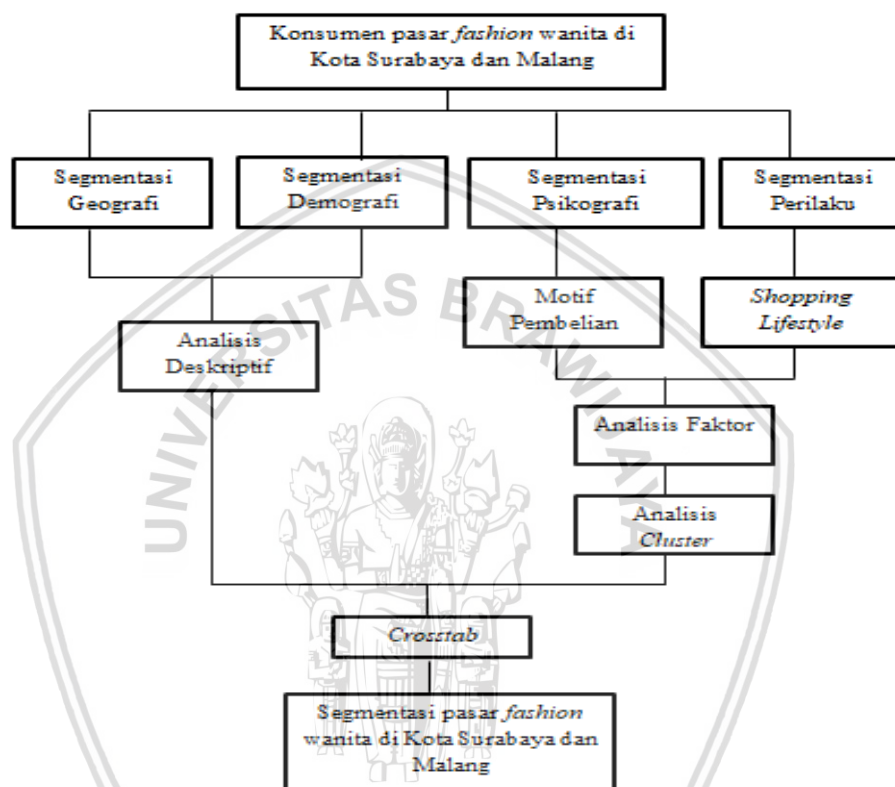 Konsumen pasar fashion wanita di
Kota Surabaya dan Malang
Segmentasi
Geografi
Segmentasi
Demografi
Segmentasi
Psikografi
Segmentasi
Perilaku
Motif
Pembelian
Shopping
Lifestyle
Analisis
Deskriptif
Analisis Faktor
Analisis
Cluster
Crosstab
Segmentasi pasar fashion
wanita di Kota Surabaya dan
Malang
UNIVERSITAS BRAWIJAYA